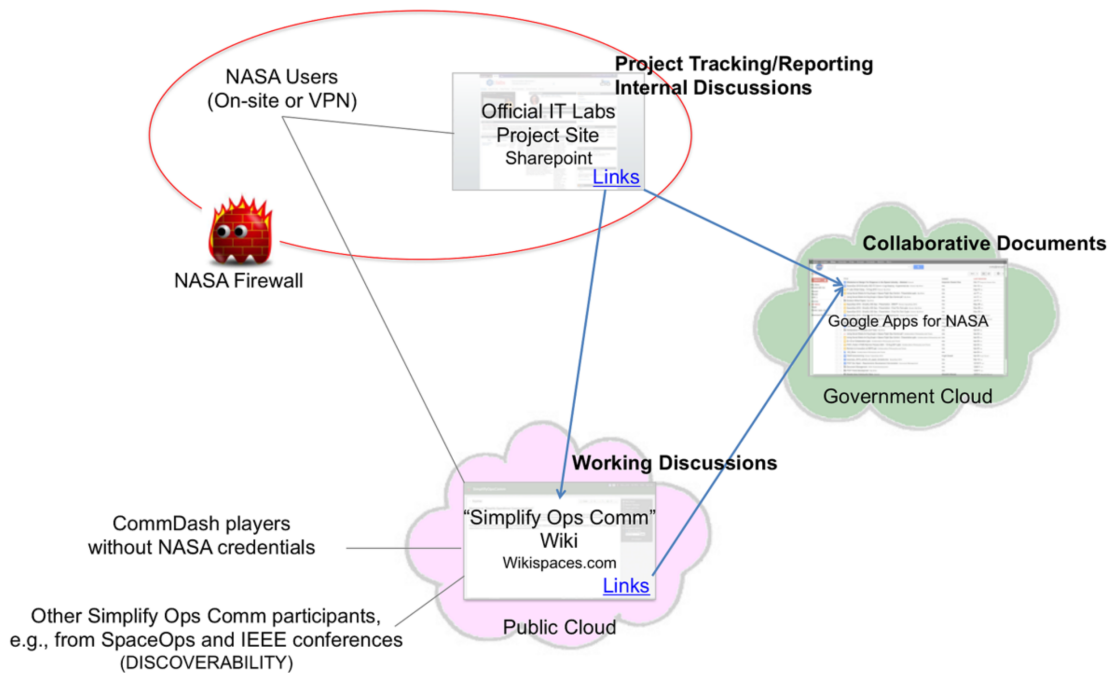 NASA Users
(On-site or VPN)
Project Tracking/Reporting
Internal Discussions
Official IT Labs
Project Site
Sharepoint
Links
NASA Firewall
Collaborative Documents
Google Apps for NASA
Government Cloud
Working Discussions
“Simplify Ops Comm”
Wiki
Wikispaces.com
Links
Public Cloud
CommDash players
without NASA credentials
Other Simplify Ops Comm participants,
e.g., from SpaceOps and IEEE conferences
(DISCOVERABILITY)